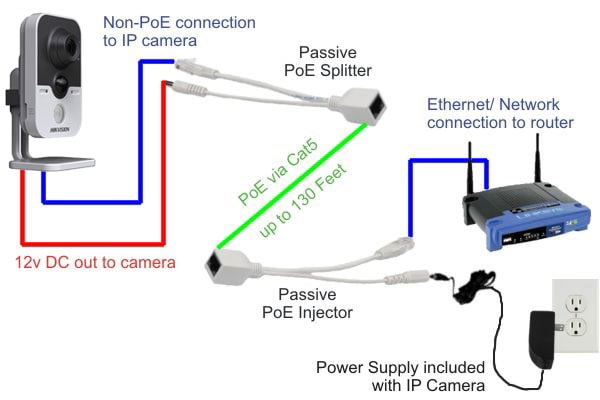 Non-PoE connection
to IP camera
Passive
PoE Splitter
Ethernet/ Network
connection to router
HIKVISION
PoE via Cat5
up to 130 Feet
12v DC out to camera
Passive
PoE Injector
Power Supply included
with IP Camera